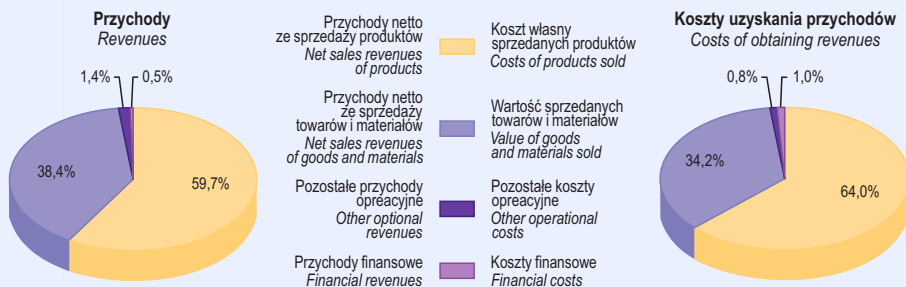 Przychody
Revenues
1,4%
0,5%
38,4%
59,7%
Przychody netto
ze sprzedaży produktów
Net sales revenues
of products
Koszt własny
sprzedanych produktów
Costs of products sold
Przychody netto
ze sprzedaży
towarów i materiałów
Net sales revenues
of goods and materials
Wartość sprzedanych
towarów i materiałów
Value of goods
and materials sold
Pozostałe przychody
opreacyjne
Other optional
revenues
Pozostałe koszty
opreacyjne
Other operational
costs
Przychody finansowe
Financial revenues
Koszty finansowe
Financial costs
Koszty uzyskania przychodów
Costs of obtaining revenues
0,8%
1,0%
34,2%
64,0%